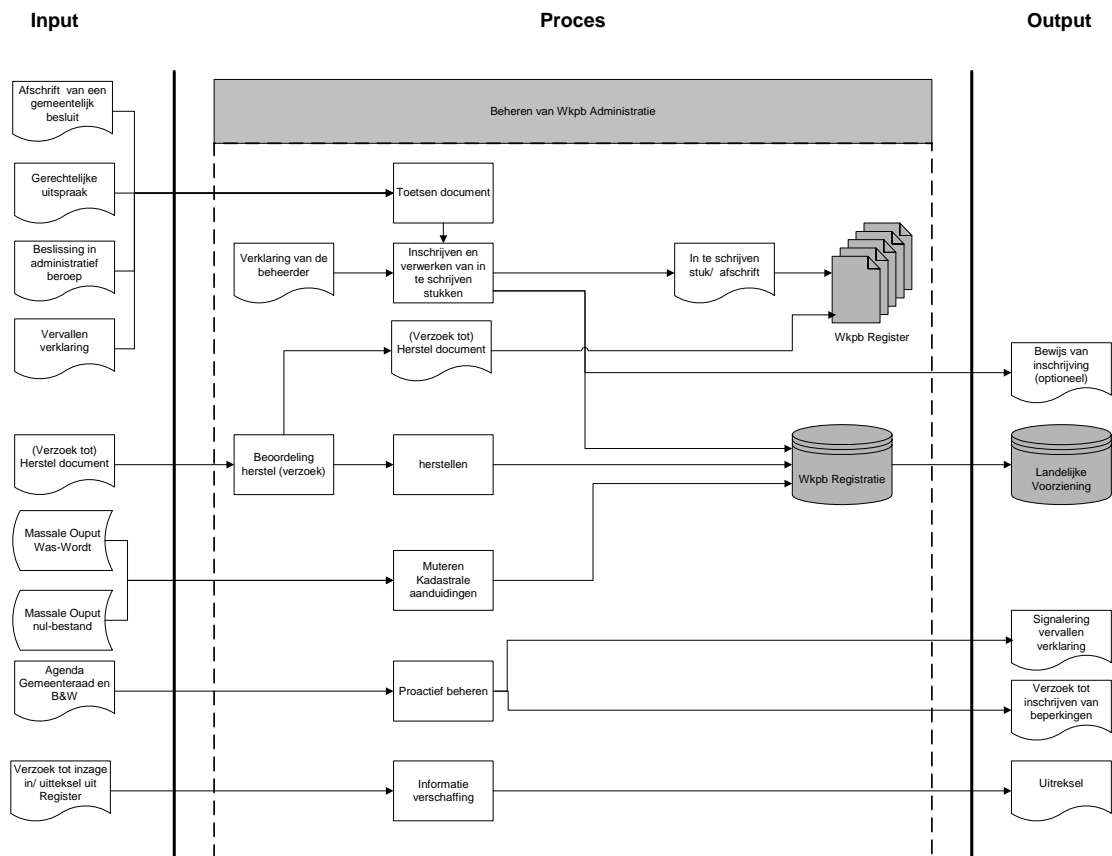 Input
Proces
Output
Afschrift van een
gemeentelijk
besluit
Beheren van Wkpb Administratie
Gerechtelijke
uitspraak
Toetsen document
Beslissing in
administratief
beroep
Verklaring van de
beheerder
Inschrijven en
verwerken van in
te schrijven
stukken
In te schrijven
stuk/ afschrift
Wkpb Register
Vervallen
verklaring
(Verzoek tot)
Herstel document
Bewijs van
inschrijving
(optioneel)
(Verzoek tot)
Herstel document
Beoordeling
herstel (verzoek)
herstellen
Wkpb Registratie
Landelijke
Voorziening
Massale Ouput
Was-Wordt
Muteren
Kadastrale
aanduidingen
Massale Ouput
nul-bestand
Signalering
vervallen
verklaring
Agenda
Gemeenteraad en
B&W
Proactief beheren
Verzoek tot
inschrijven van
beperkingen
Verzoek tot inzage
in/ uitteksel uit
Register
Informatie
verschaffing
Uitreksel